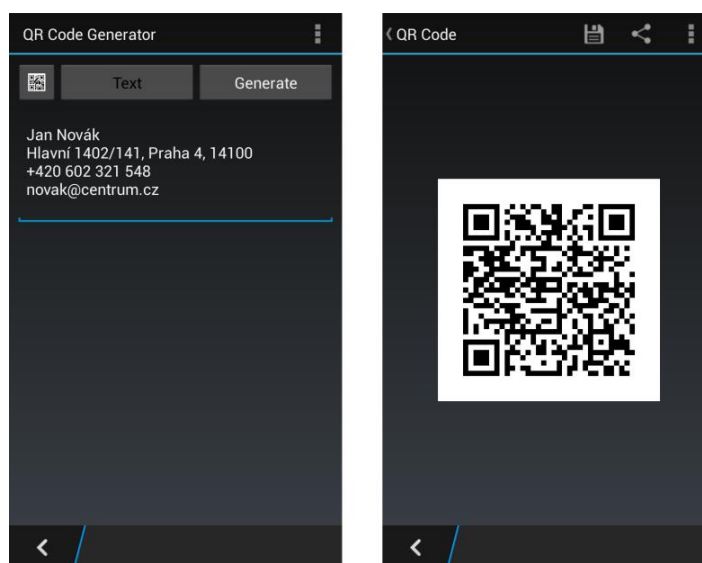 QR Code Generator
Text
Generate
Jan Novák
Hlavní 1402/141, Praha 4, 14100
+420 602 321 548
novak@centrum.cz
QR Code